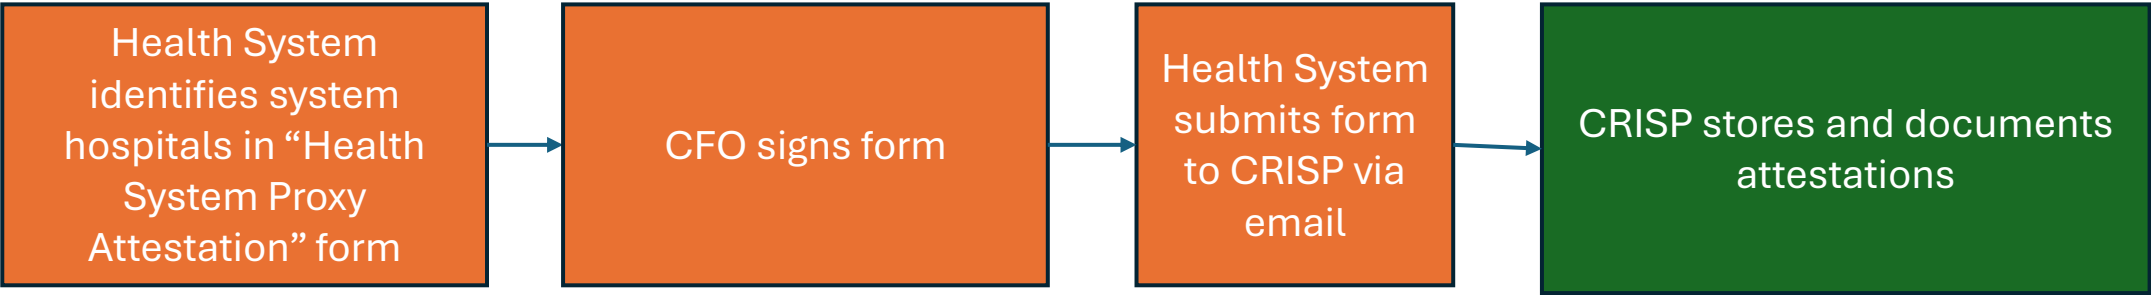 Health System
identifies system
hospitals in “Health
System Proxy
Attestation” form
CFO signs form
Health System
submits form
to CRISP via
email
CRISP stores and documents
attestations